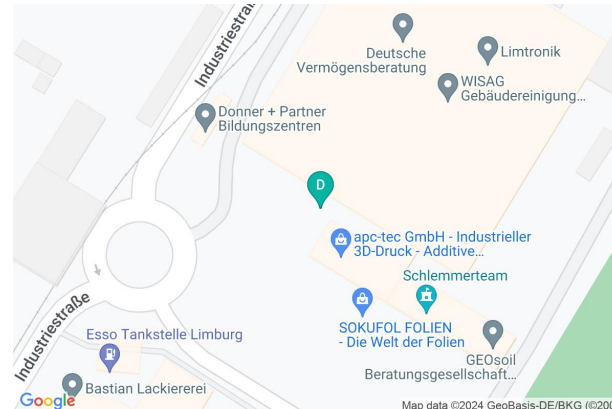 Industriestraß
Deutsche
Vermögensberatung
Limtronik
WISAG
Gebäudereinigung...
Donner + Partner
Bildungszentren
D
apc-tec GmbH - Industrieller
3D-Druck - Additive...
Schlemmerteam
SOKUFOL FOLIEN
- Die Welt der Folien
GEOsoil
Beratungsgesellschaft...
Industriestraße
Esso Tankstelle Limburg
Bastian Lackiererei
Google
Map data ©2024 GeoBasis-DE/BKG (©200